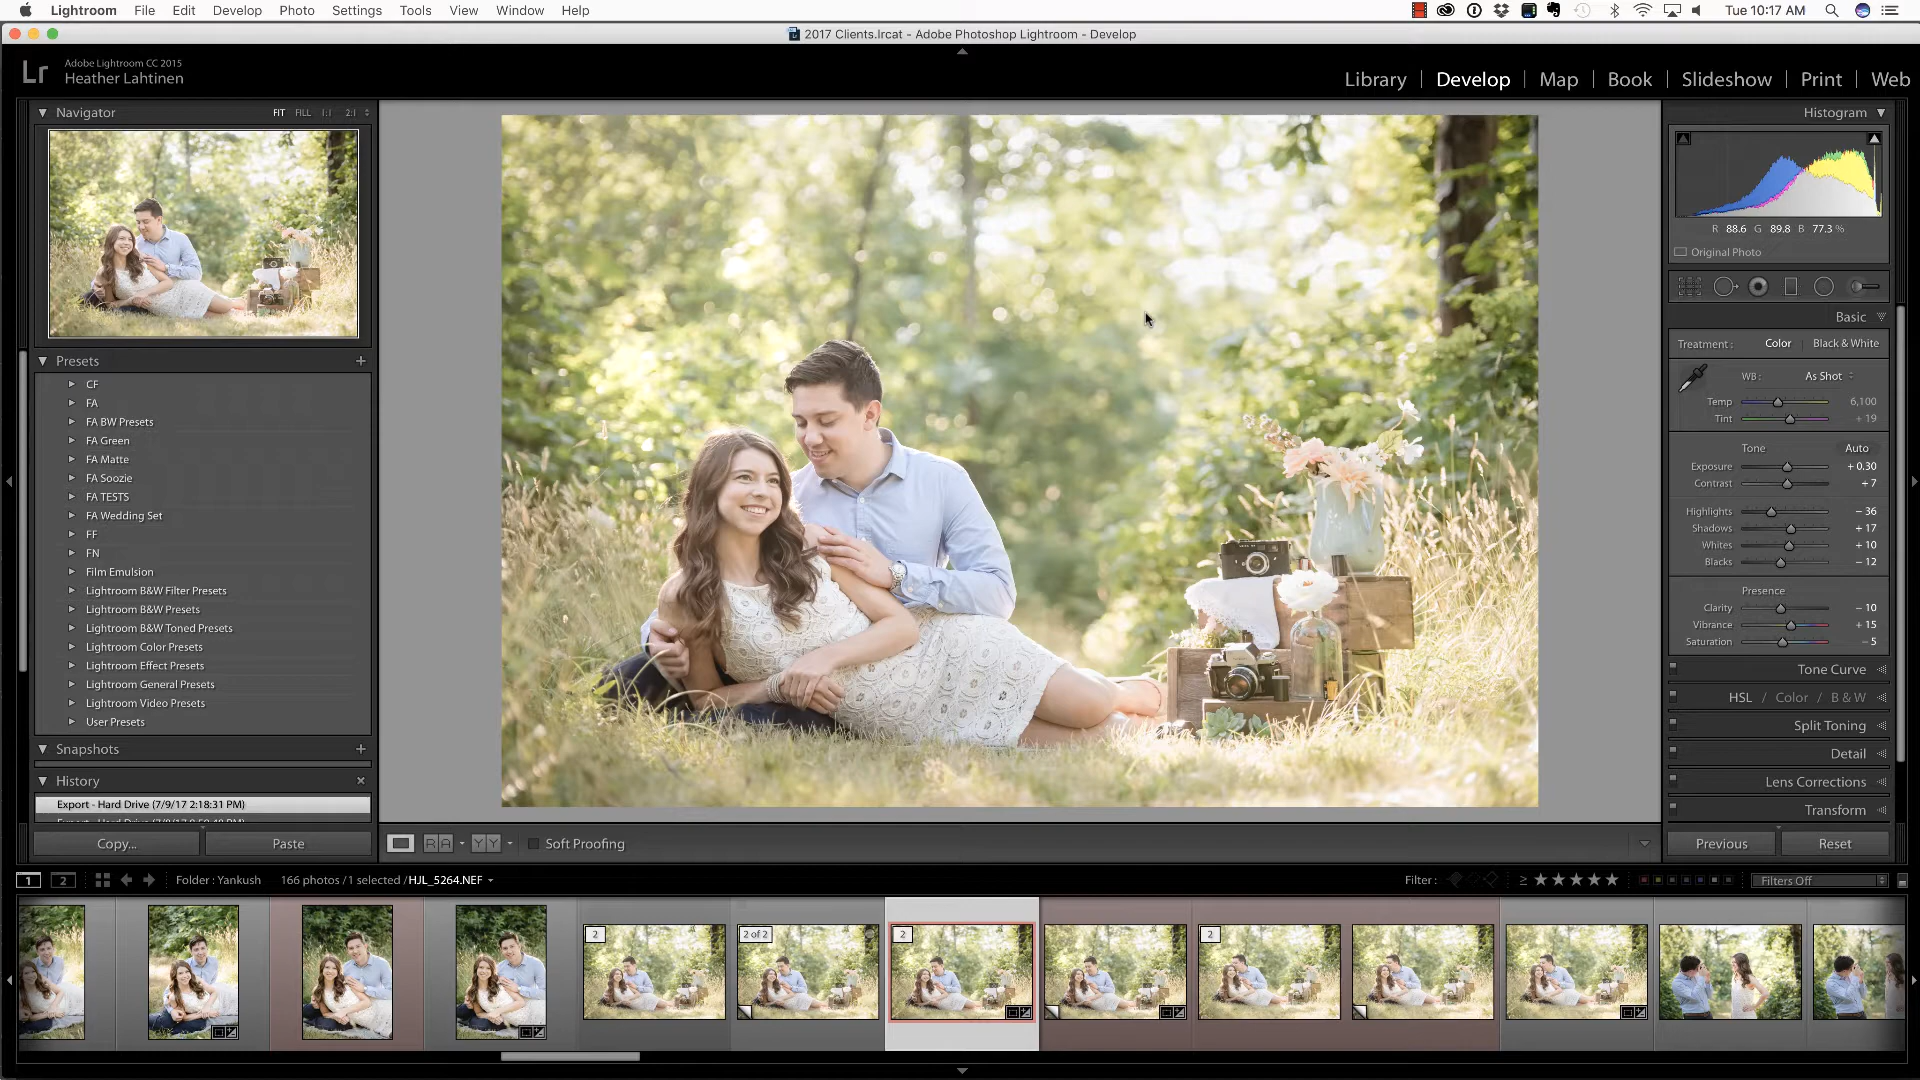 Lightroom File Edit Develop Photo Settings Tools View Window Help Tue 10:17 AM
2017 Clients.lrcat - Adobe Photoshop Lightroom - Develop
Lr Adobe Lightroom CC 2015
Heather Lahtinen
Library | Develop | Map | Book | Slideshow | Print | Web
Navigator FIT FILL 1:1 2:1
Presets +
CF
FA
FA BW Presets
FA Green
FA Matte
FA Soozie
FA TESTS
FA Wedding Set
FF
FN
Film Emulsion
Lightroom B&W Filter Presets
Lightroom B&W Presets
Lightroom B&W Toned Presets
Lightroom Color Presets
Lightroom Effect Presets
Lightroom General Presets
Lightroom Video Presets
User Presets
Snapshots +
History ×
Export - Hard Drive (7/9/17 2:18:31 PM)
Copy... Paste
Soft Proofing
Histogram
R 88.6 G 89.8 B 77.3 %
Original Photo
Basic
Treatment : Color | Black & White
WB : As Shot
Temp 6,100
Tint + 19
Tone Auto
Exposure + 0.30
Contrast + 7
Highlights − 36
Shadows + 17
Whites + 10
Blacks − 12
Presence
Clarity − 10
Vibrance + 15
Saturation − 5
Tone Curve
HSL / Color / B & W
Split Toning
Detail
Lens Corrections
Transform
Previous Reset
1 2 Folder : Yankush 166 photos / 1 selected / HJL_5264.NEF Filter : ≥ ★★★★★ Filters Off
2
2 of 2
2
2